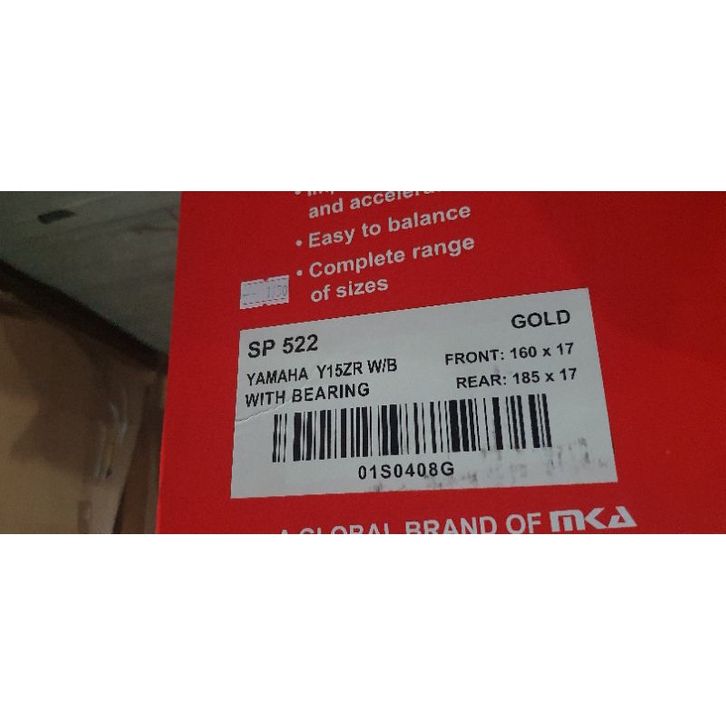 and
• Easy to balance
• Complete range
of sizes
SP 522
GOLD
YAMAHA Y15ZR W/B
FRONT: 160 x 17
WITH BEARING
REAR: 185 x 17
01S0408G
GLOBAL BRAND OF MKA